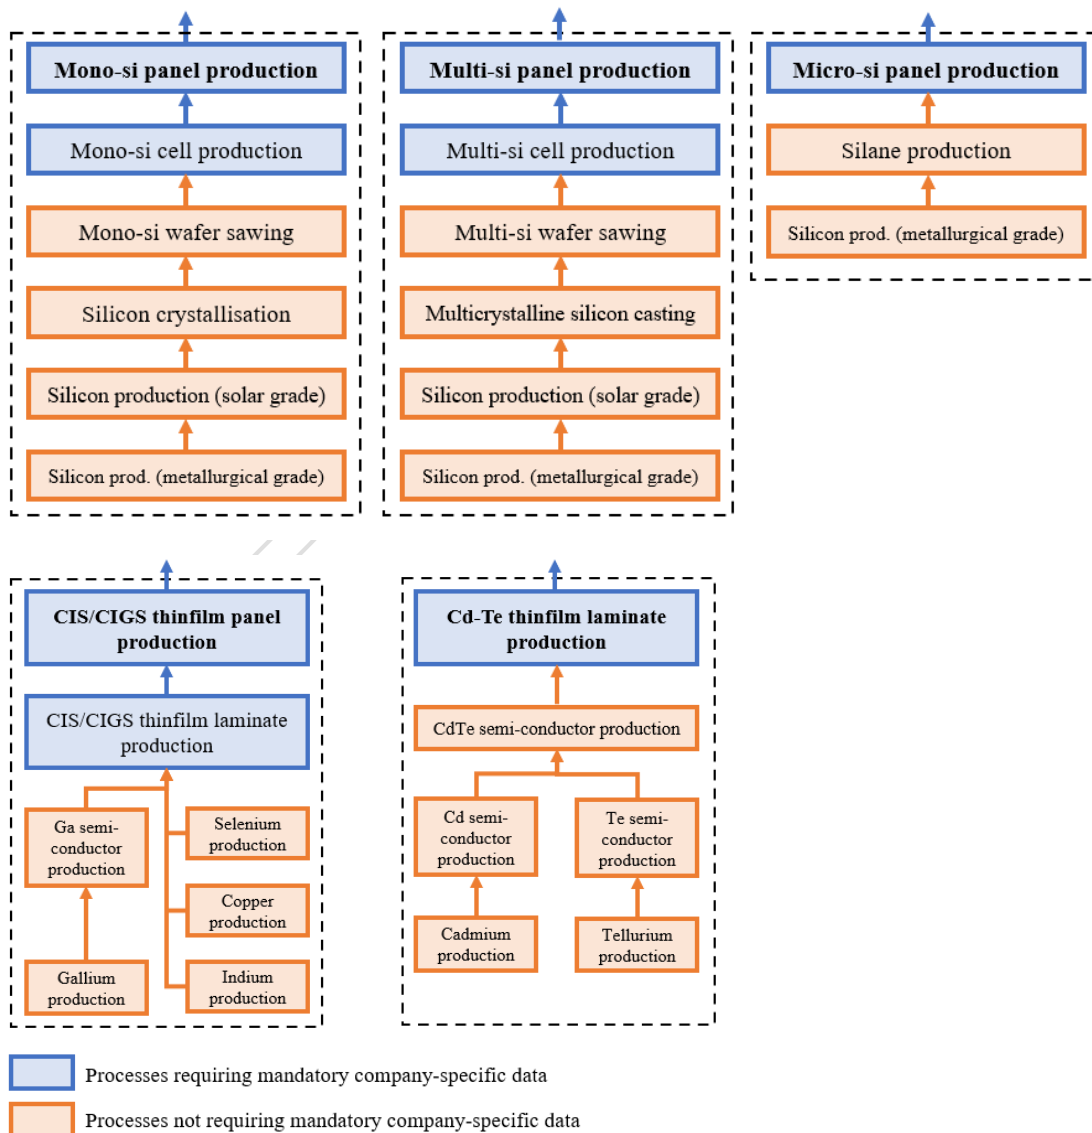 Mono-si panel production
Mono-si cell production
Mono-si wafer sawing
Silicon crystallisation
Silicon production (solar grade)
Silicon prod. (metallurgical grade)
Multi-si panel production
Multi-si cell production
Multi-si wafer sawing
Multicrystalline silicon casting
Silicon production (solar grade)
Silicon prod. (metallurgical grade)
Micro-si panel production
Silane production
Silicon prod. (metallurgical grade)
CIS/CIGS thinfilm panel
production
CIS/CIGS thinfilm laminate
production
Ga semi-
conductor
production
Gallium
production
Selenium
production
Copper
production
Indium
production
Cd-Te thinfilm laminate
production
CdTe semi-conductor production
Cd semi-
conductor
production
Cadmium
production
Te semi-
conductor
production
Tellurium
production
Processes requiring mandatory company-specific data
Processes not requiring mandatory company-specific data